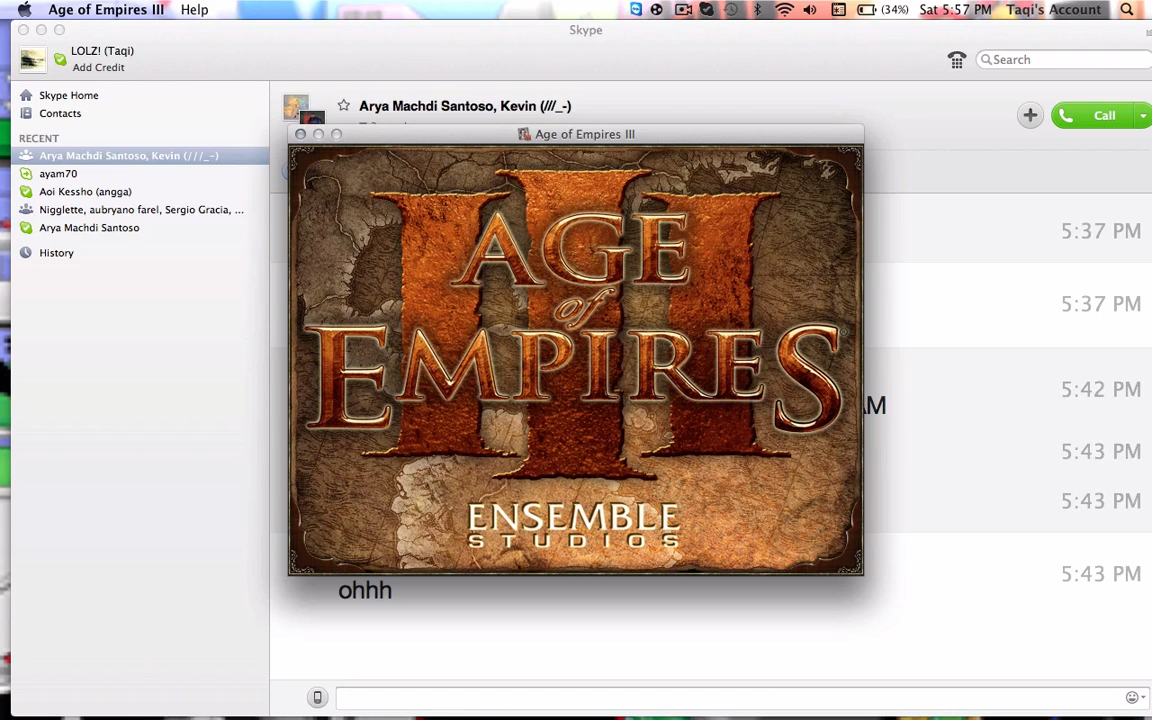 Age of Empires III Help
(34%) Sat 5:57 PM Taqi's Account
Skype
LOLZ! (Taqi)
Add Credit
Search
Skype Home
Contacts
RECENT
Arya Machdi Santoso, Kevin (///_-)
ayam70
Aoi Kessho (angga)
Nigglette, aubryano farel, Sergio Gracia, ...
Arya Machdi Santoso
History
Arya Machdi Santoso, Kevin (///_-)
Call
Age of Empires III
III
AGE
of
EMPIRES
ENSEMBLE
STUDIOS
5:37 PM
5:37 PM
5:42 PM
AM
5:43 PM
5:43 PM
5:43 PM
ohhh